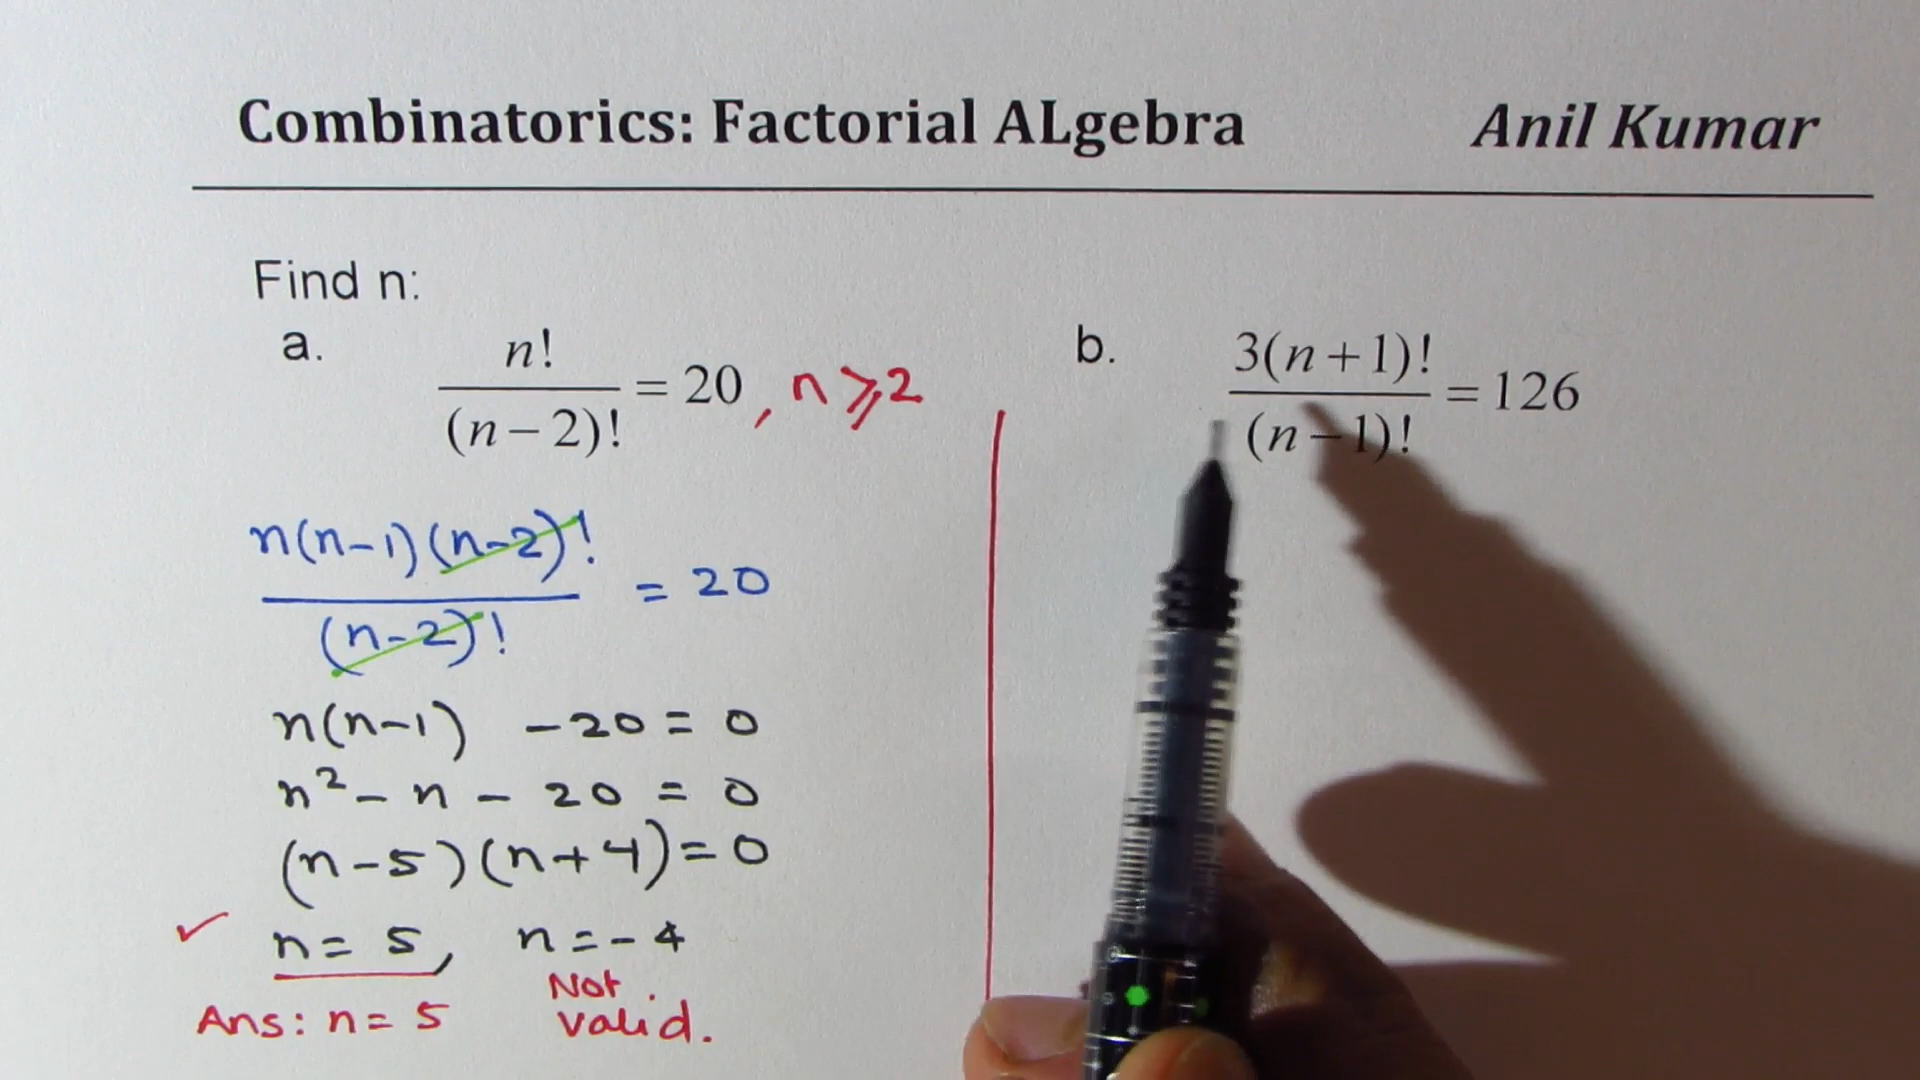 Combinatorics: Factorial ALgebra
Anil Kumar
Find n:
a.
n!
(n−2)!
= 20, n ⩾ 2
n(n-1)(n-2)!
(n-2)!
= 20
n(n-1) - 20 = 0
n² - n - 20 = 0
(n-5)(n+4) = 0
✓ n = 5, n = -4
Not valid.
Ans: n = 5
b.
3(n+1)!
(n−1)!
= 126